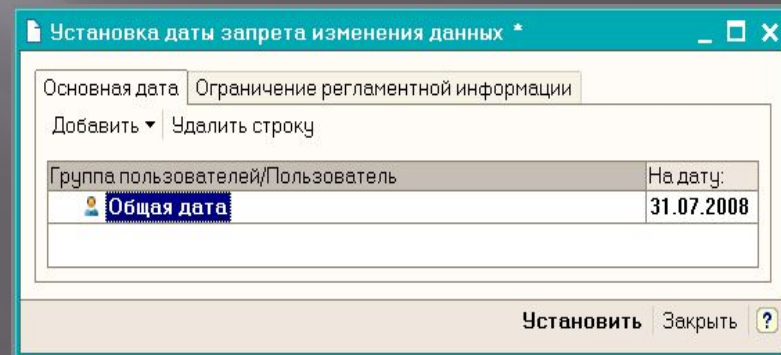 Установка даты запрета изменения данных *
Основная дата Ограничение регламентной информации
Добавить Удалить строку
Группа пользователей/Пользователь На дату:
Общая дата 31.07.2008
Установить Закрыть ?